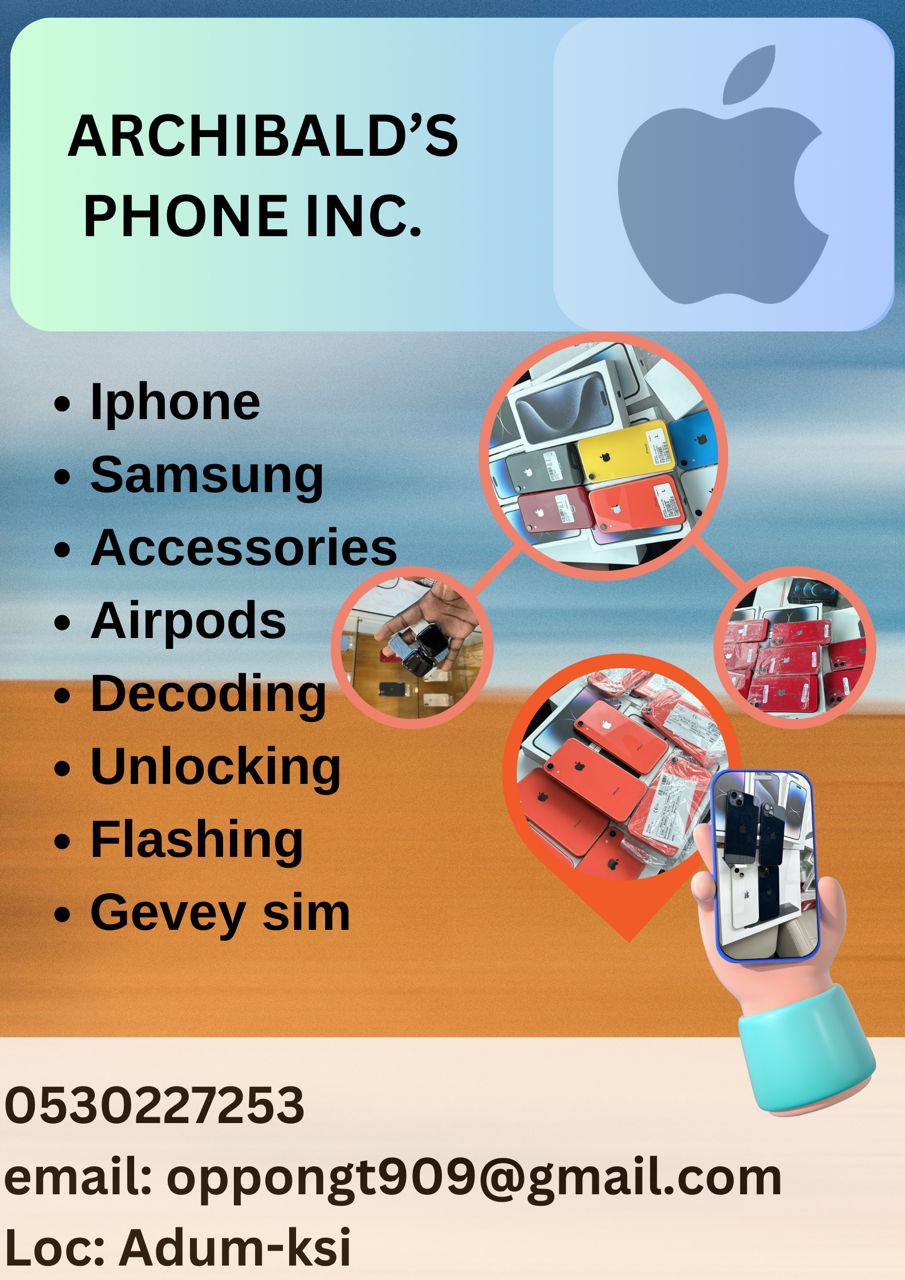 ARCHIBALD’S
PHONE INC.
• Iphone
• Samsung
• Accessories
• Airpods
• Decoding
• Unlocking
• Flashing
• Gevey sim
0530227253
email: oppongt909@gmail.com
Loc: Adum-ksi